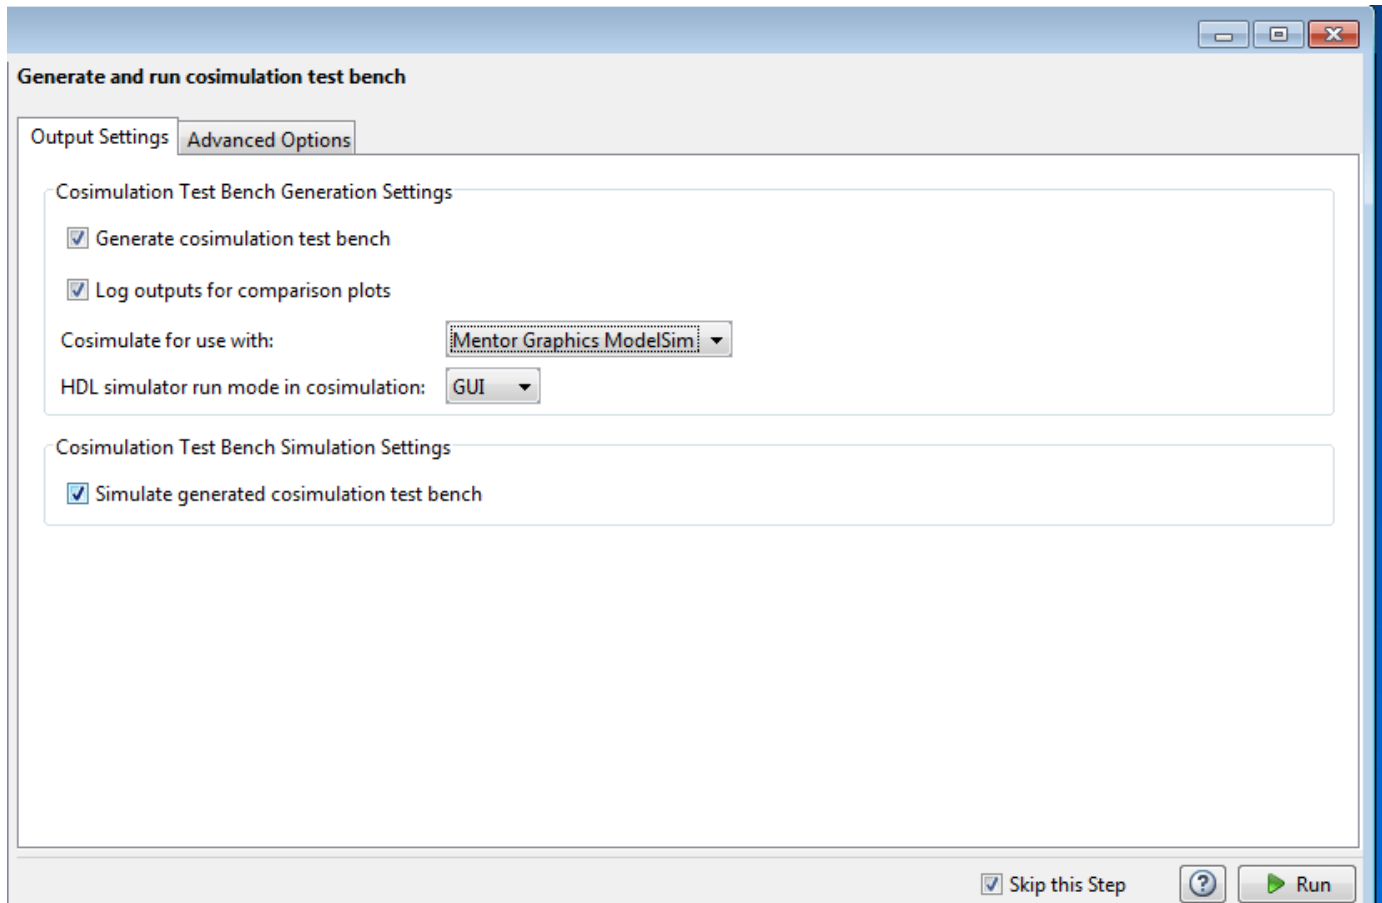 Generate and run cosimulation test bench
Output Settings
Advanced Options
Cosimulation Test Bench Generation Settings
Generate cosimulation test bench
Log outputs for comparison plots
Cosimulate for use with: Mentor Graphics ModelSim
HDL simulator run mode in cosimulation: GUI
Cosimulation Test Bench Simulation Settings
Simulate generated cosimulation test bench
Skip this Step ? Run